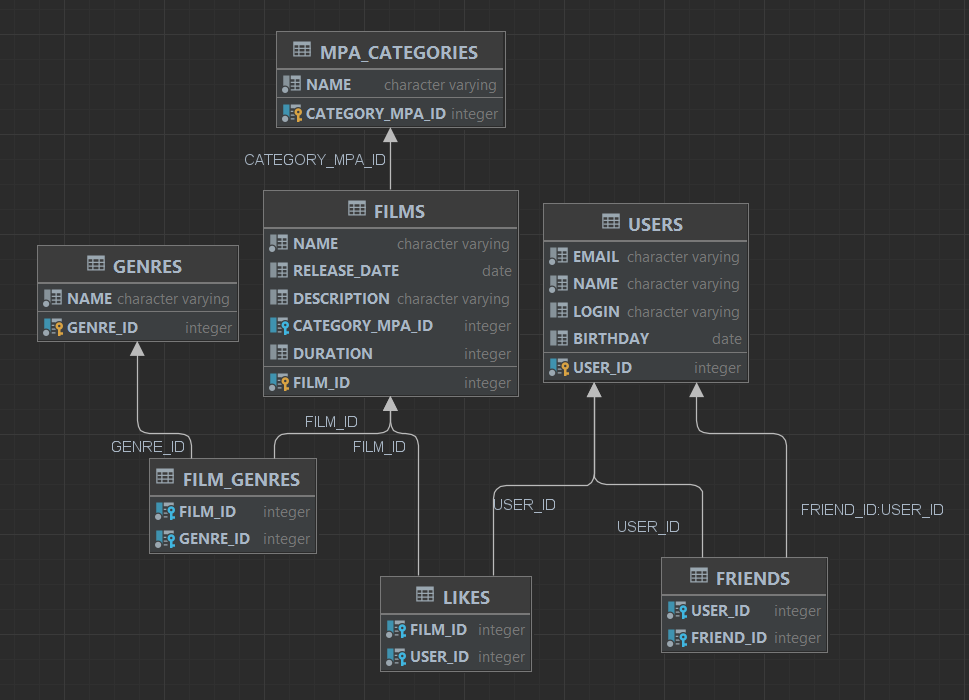 MPA_CATEGORIES
NAME character varying
CATEGORY_MPA_ID integer
CATEGORY_MPA_ID
FILMS
NAME character varying
RELEASE_DATE date
DESCRIPTION character varying
CATEGORY_MPA_ID integer
DURATION integer
FILM_ID integer
USERS
EMAIL character varying
NAME character varying
LOGIN character varying
BIRTHDAY date
USER_ID integer
GENRES
NAME character varying
GENRE_ID integer
FILM_ID
GENRE_ID
FILM_ID
FILM_GENRES
FILM_ID integer
GENRE_ID integer
USER_ID
USER_ID
FRIEND_ID:USER_ID
LIKES
FILM_ID integer
USER_ID integer
FRIENDS
USER_ID integer
FRIEND_ID integer